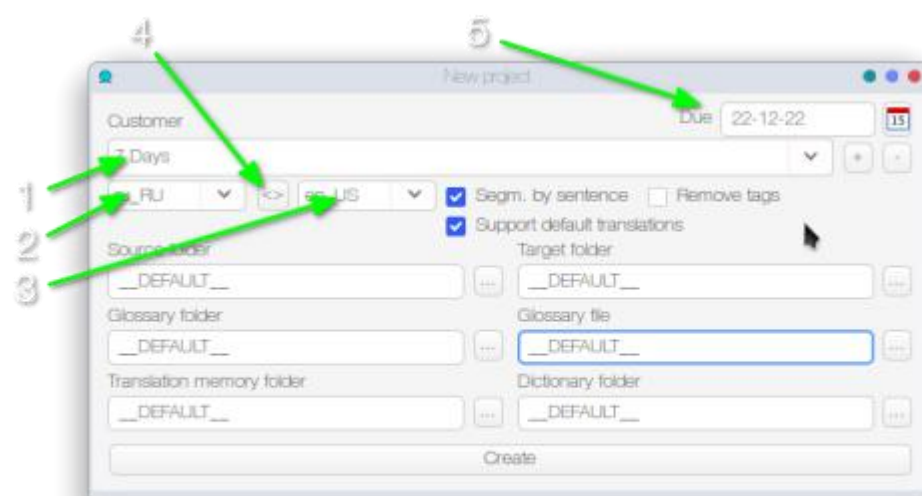 4 5
New project
Customer Due 22-12-22 15
7 Days + -
1
_RU <> US Segm. by sentence Remove tags
2 Support default translations
Source folder Target folder
3 __DEFAULT__ ... __DEFAULT__ ...
Glossary folder Glossary file
__DEFAULT__ ... __DEFAULT__ ...
Translation memory folder Dictionary folder
__DEFAULT__ ... __DEFAULT__ ...
Create